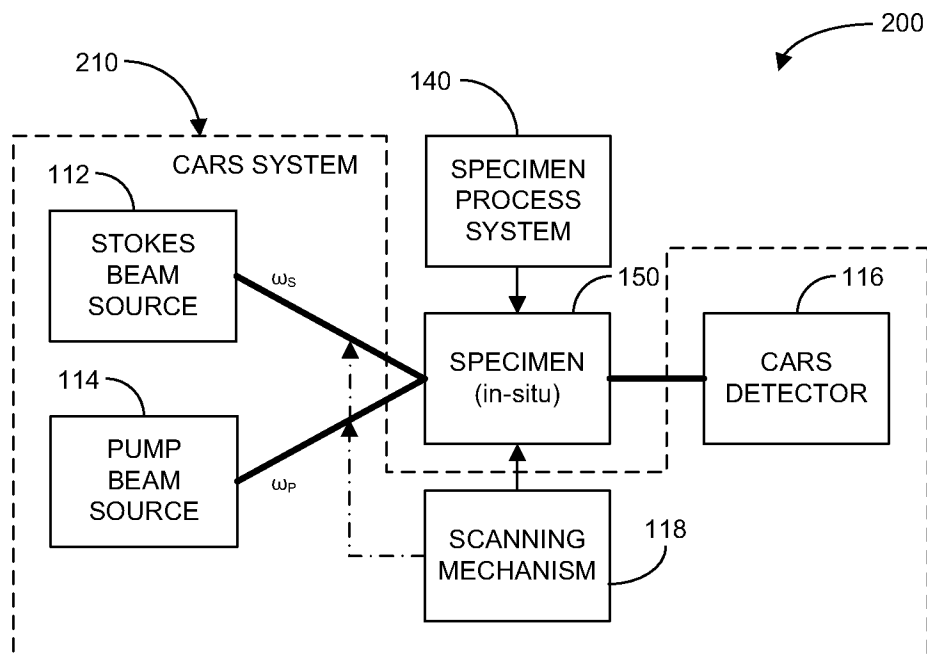 200
210
140
CARS SYSTEM
SPECIMEN
PROCESS
SYSTEM
112
STOKES
BEAM
SOURCE
ωS
150
116
SPECIMEN
(in-situ)
CARS
DETECTOR
114
PUMP
BEAM
SOURCE
ωP
SCANNING
MECHANISM
118